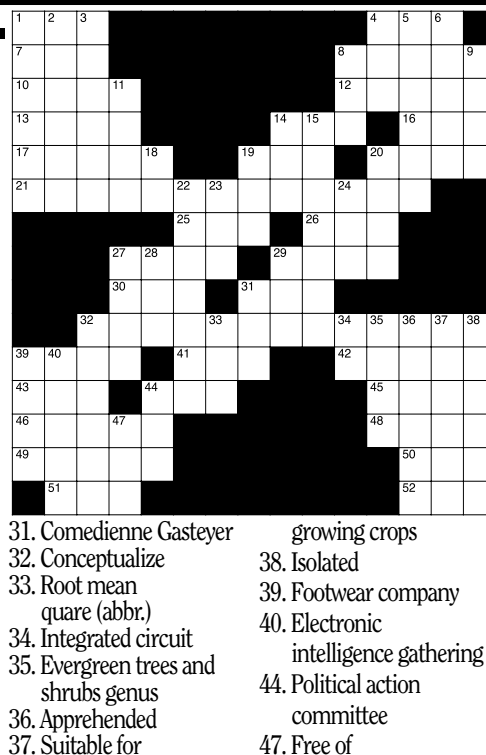 1 2 3 4 5 6
7 8 9
10 11 12
13 14 15 16
17 18 19 20
21 22 23 24
25 26
27 28 29
30 31
32 33 34 35 36 37 38
39 40 41 42
43 44 45
46 47 48
49 50
51 52
31. Comedienne Gasteyer
32. Conceptualize
33. Root mean
quare (abbr.)
34. Integrated circuit
35. Evergreen trees and
shrubs genus
36. Apprehended
37. Suitable for
growing crops
38. Isolated
39. Footwear company
40. Electronic
intelligence gathering
44. Political action
committee
47. Free of